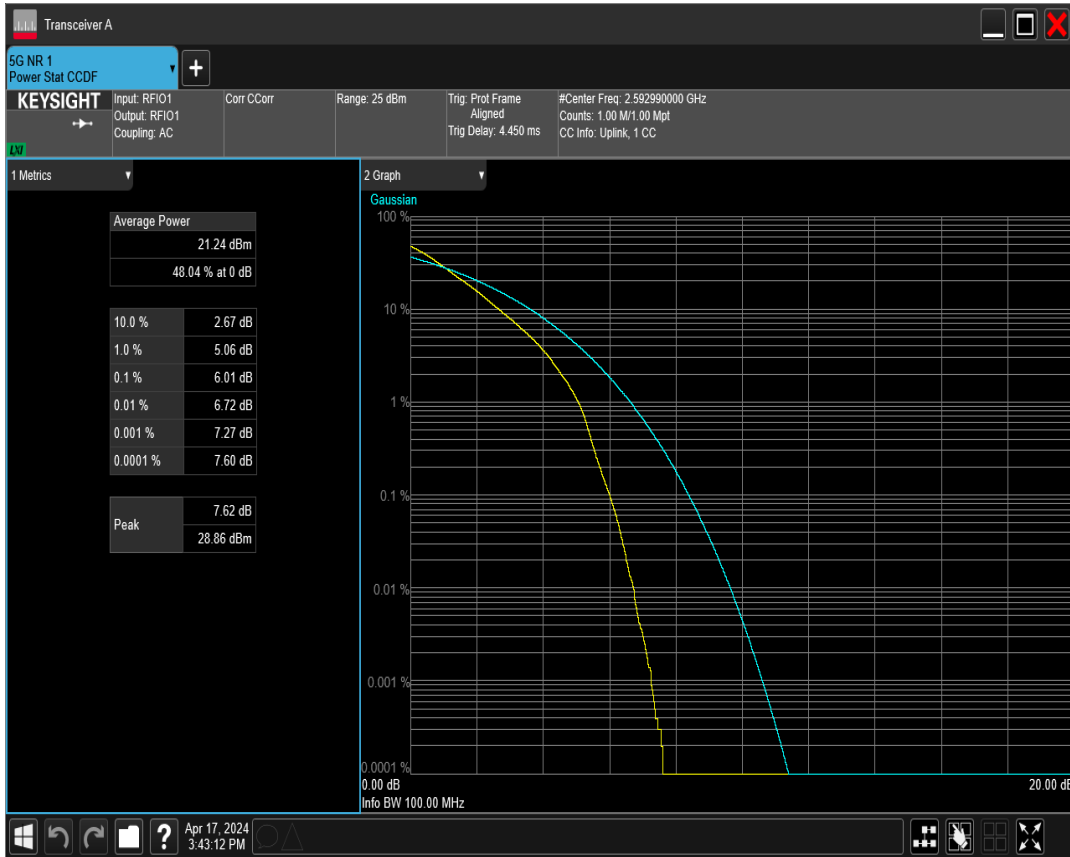 Transceiver A
5G NR 1
Power Stat CCDF
+
KEYSIGHT
LXI
Input: RFIO1
Output: RFIO1
Coupling: AC
Corr CCorr
Range: 25 dBm
Trig: Prot Frame
Aligned
Trig Delay: 4.450 ms
#Center Freq: 2.592990000 GHz
Counts: 1.00 M/1.00 Mpt
CC Info: Uplink, 1 CC
1 Metrics
Average Power
21.24 dBm
48.04 % at 0 dB
10.0 % 2.67 dB
1.0 % 5.06 dB
0.1 % 6.01 dB
0.01 % 6.72 dB
0.001 % 7.27 dB
0.0001 % 7.60 dB
Peak 7.62 dB
28.86 dBm
2 Graph
Gaussian
100 %
10 %
1 %
0.1 %
0.01 %
0.001 %
0.0001 %
0.00 dB 20.00 dB
Info BW 100.00 MHz
?
Apr 17, 2024
3:43:12 PM